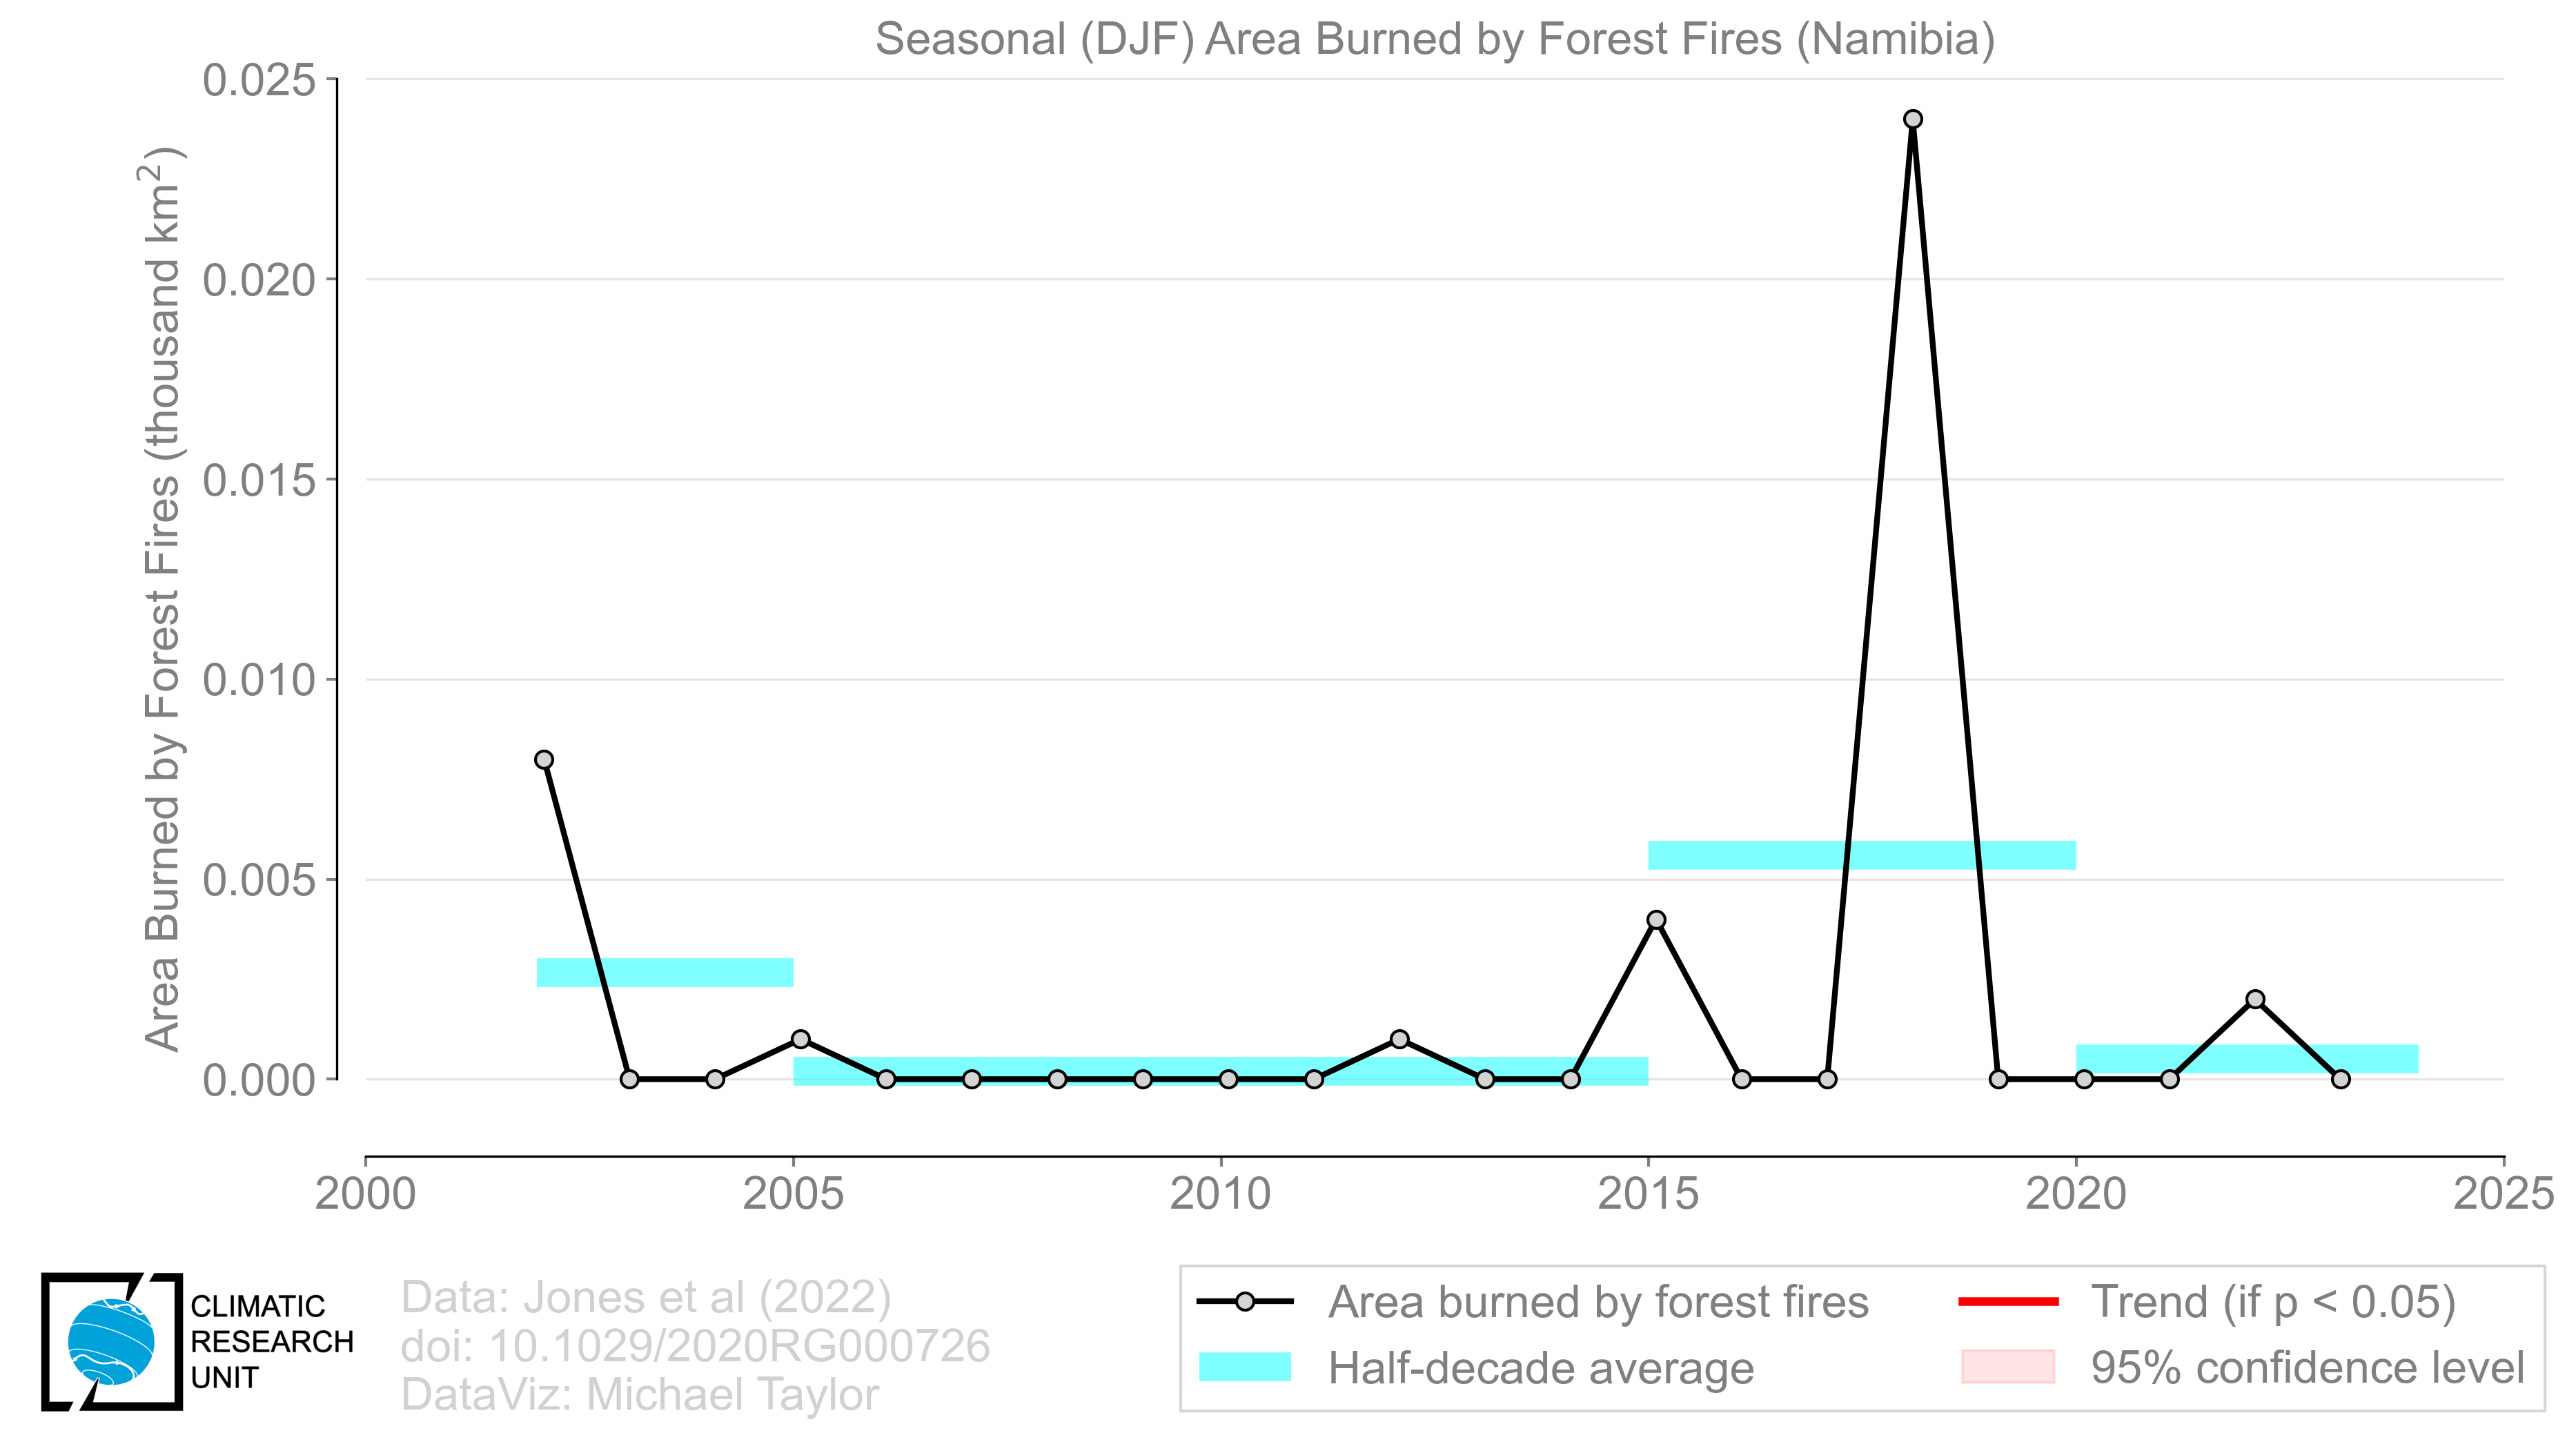 Seasonal (DJF) Area Burned by Forest Fires (Namibia)
Area Burned by Forest Fires (thousand km²)
0.025
0.020
0.015
0.010
0.005
0.000
2000
2005
2010
2015
2020
2025
CLIMATIC
RESEARCH
UNIT
Data: Jones et al (2022)
doi: 10.1029/2020RG000726
DataViz: Michael Taylor
Area burned by forest fires
Half-decade average
Trend (if p < 0.05)
95% confidence level